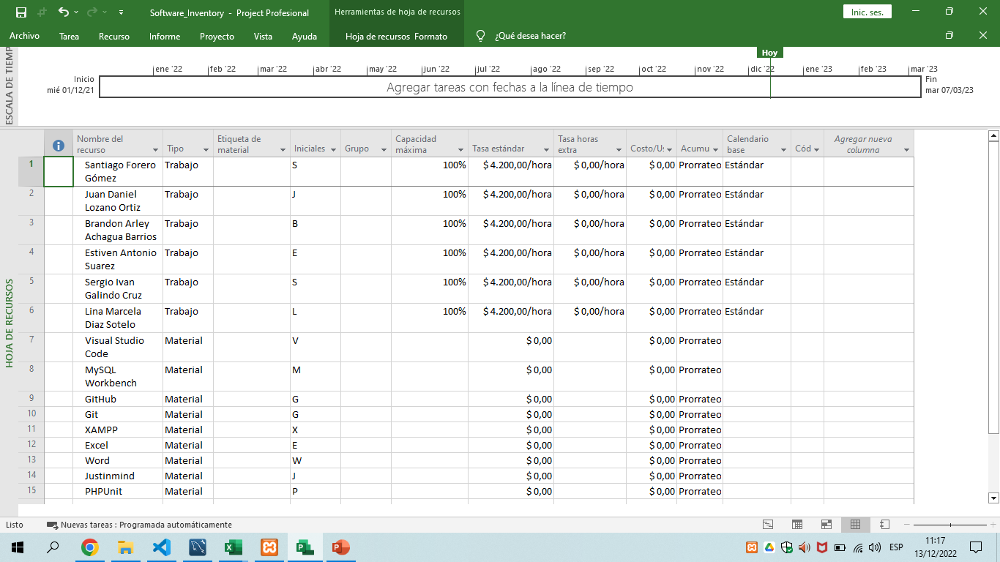 Software_Inventory - Project Profesional
Herramientas de hoja de recursos
Inic. ses.
Archivo Tarea Recurso Informe Proyecto Vista Ayuda Hoja de recursos Formato ¿Qué desea hacer?
ESCALA DE TIEMP
Hoy
ene '22 feb '22 mar '22 abr '22 may '22 jun '22 jul '22 ago '22 sep '22 oct '22 nov '22 dic '22 ene '23 feb '23 mar '23
Inicio
mié 01/12/21
Agregar tareas con fechas a la línea de tiempo
Fin
mar 07/03/23
HOJA DE RECURSOS
Nombre del recurso Tipo Etiqueta de material Iniciales Grupo Capacidad máxima Tasa estándar Tasa horas extra Costo/Us Acumu Calendario base Cód Agregar nueva columna
1 Santiago Forero Gómez Trabajo S 100% $ 4.200,00/hora $ 0,00/hora $ 0,00 Prorrateo Estándar
2 Juan Daniel Lozano Ortiz Trabajo J 100% $ 4.200,00/hora $ 0,00/hora $ 0,00 Prorrateo Estándar
3 Brandon Arley Achagua Barrios Trabajo B 100% $ 4.200,00/hora $ 0,00/hora $ 0,00 Prorrateo Estándar
4 Estiven Antonio Suarez Trabajo E 100% $ 4.200,00/hora $ 0,00/hora $ 0,00 Prorrateo Estándar
5 Sergio Ivan Galindo Cruz Trabajo S 100% $ 4.200,00/hora $ 0,00/hora $ 0,00 Prorrateo Estándar
6 Lina Marcela Diaz Sotelo Trabajo L 100% $ 4.200,00/hora $ 0,00/hora $ 0,00 Prorrateo Estándar
7 Visual Studio Code Material V $ 0,00 $ 0,00 Prorrateo
8 MySQL Workbench Material M $ 0,00 $ 0,00 Prorrateo
9 GitHub Material G $ 0,00 $ 0,00 Prorrateo
10 Git Material G $ 0,00 $ 0,00 Prorrateo
11 XAMPP Material X $ 0,00 $ 0,00 Prorrateo
12 Excel Material E $ 0,00 $ 0,00 Prorrateo
13 Word Material W $ 0,00 $ 0,00 Prorrateo
14 Justinmind Material J $ 0,00 $ 0,00 Prorrateo
15 PHPUnit Material P $ 0,00 $ 0,00 Prorrateo
Listo Nuevas tareas : Programada automáticamente
ESP
11:17
13/12/2022